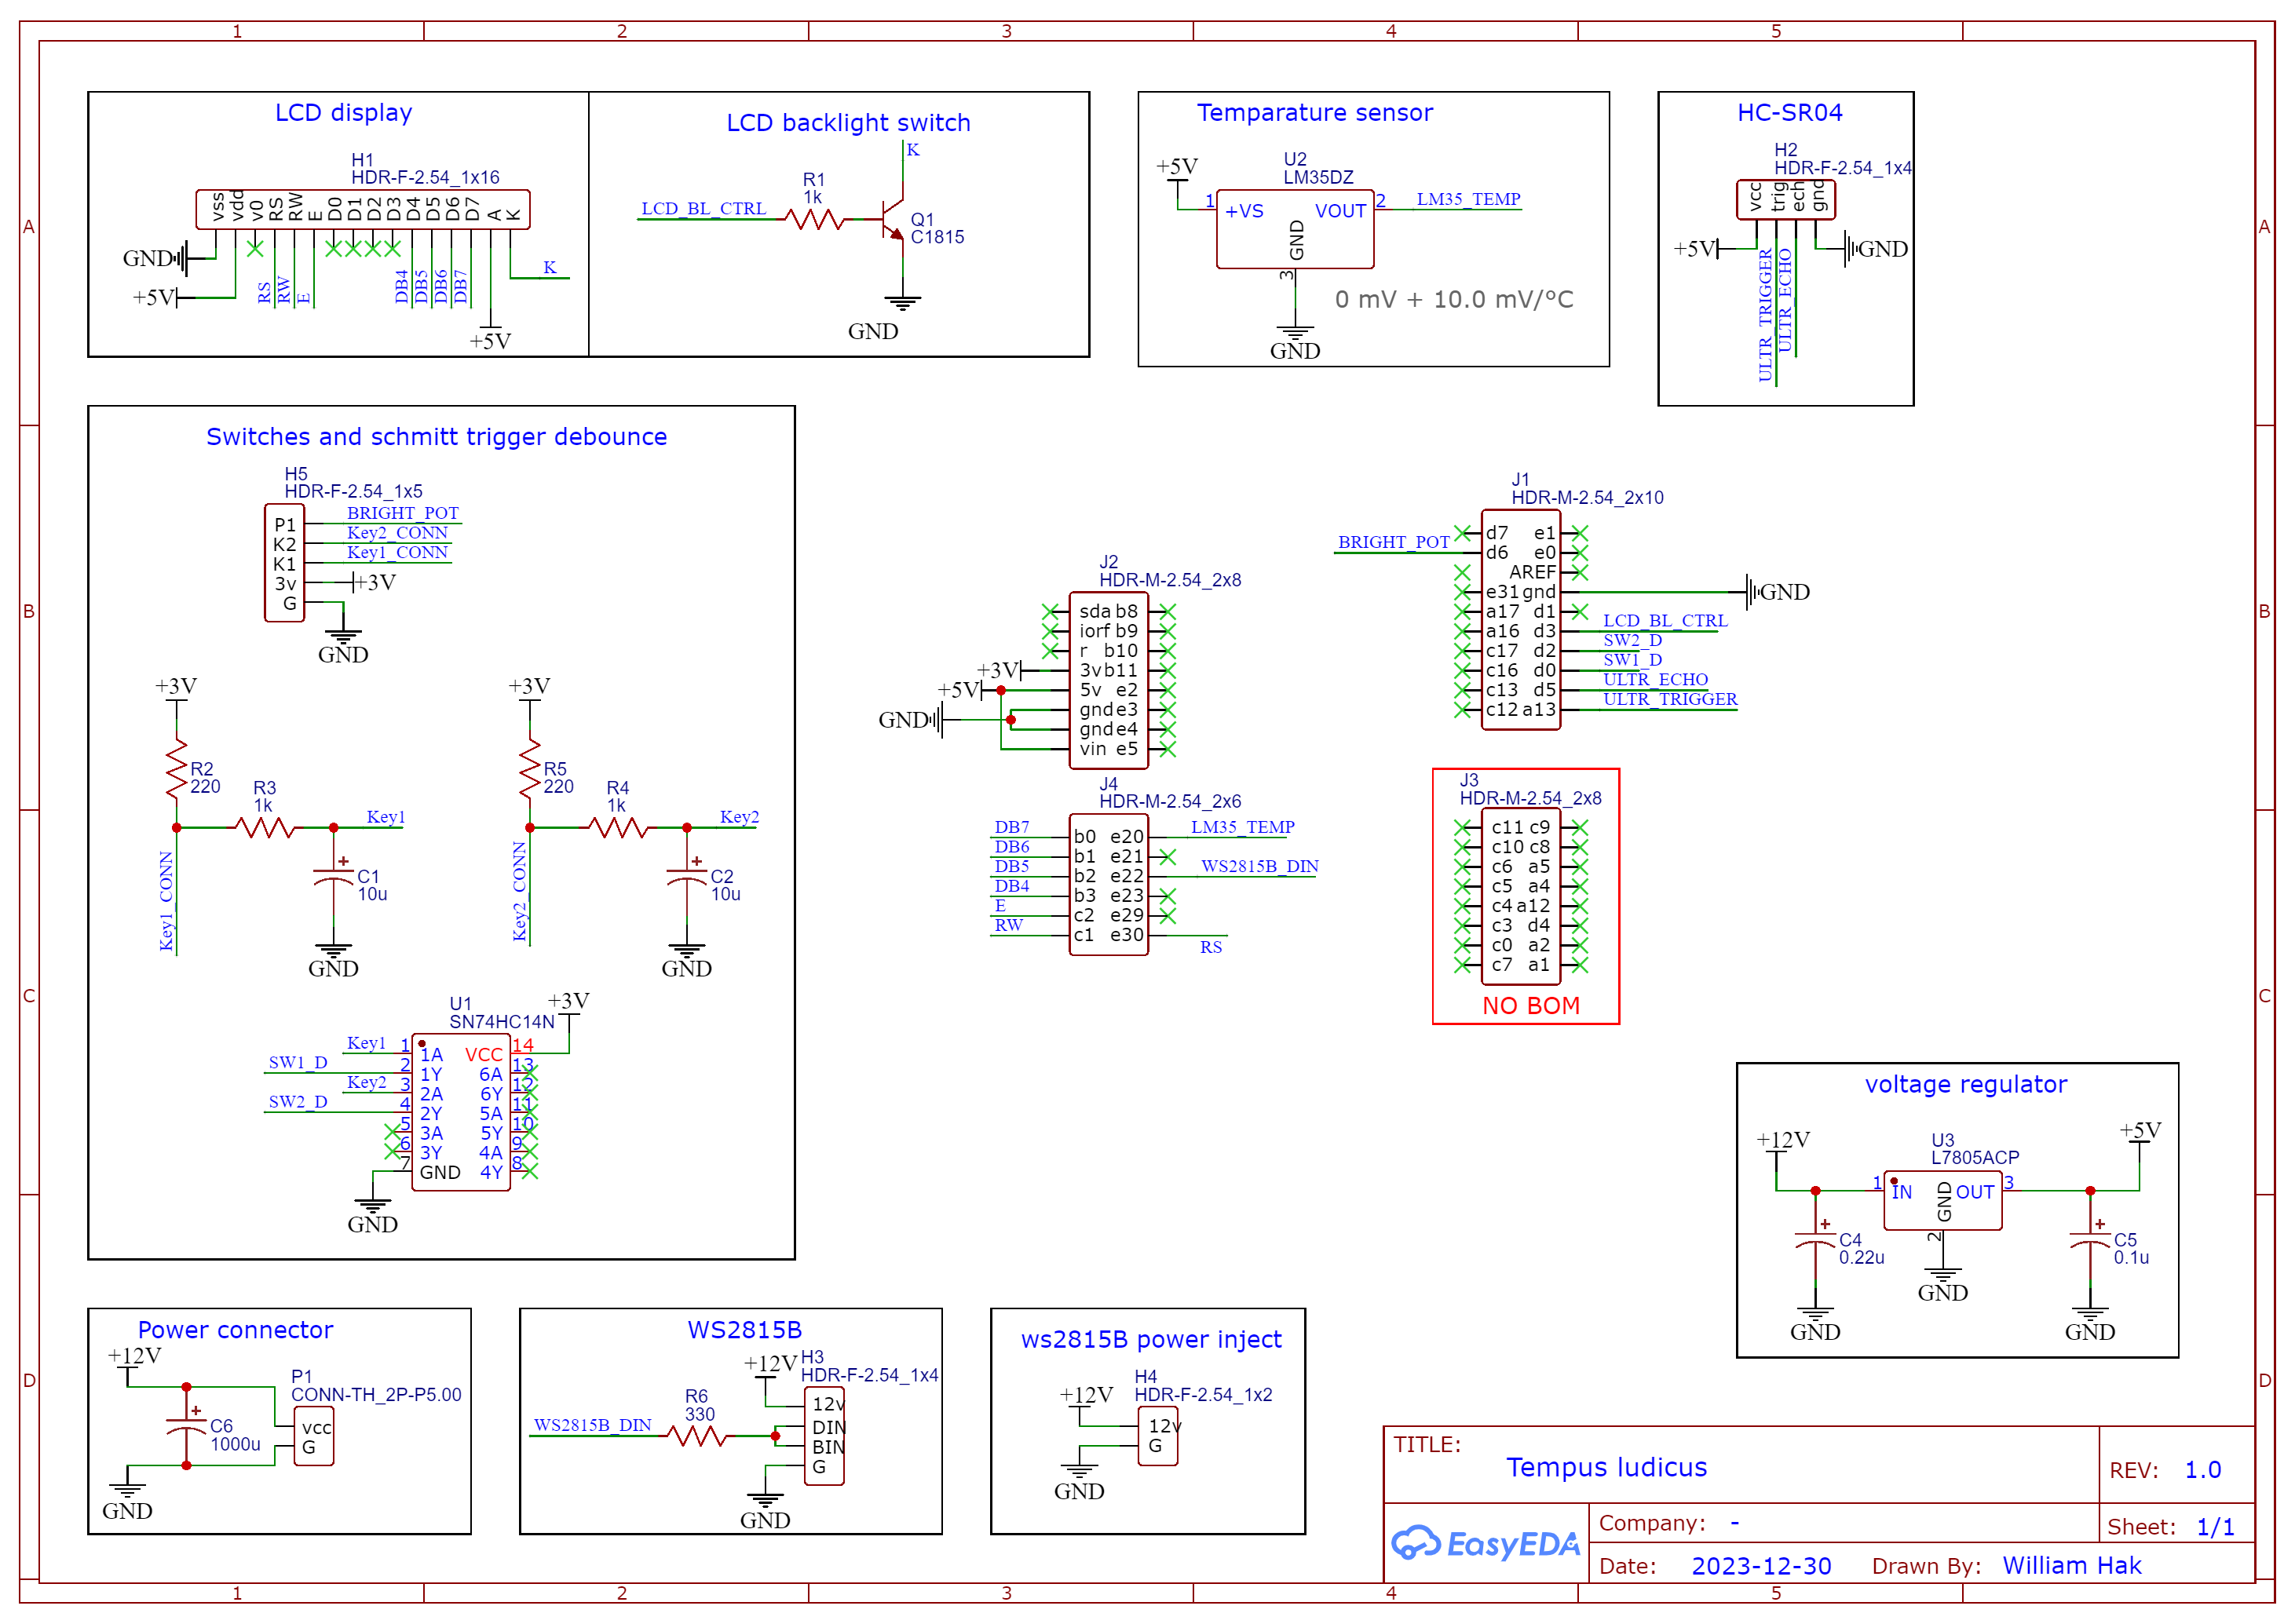 1 2 3 4 5
A
B
C
D
LCD display
H1
HDR-F-2.54_1x16
vss vdd v0 RS RW E D0 D1 D2 D3 D4 D5 D6 D7 A K
GND
+5V
RS RW E
DB4 DB5 DB6 DB7
+5V
K
LCD backlight switch
K
LCD_BL_CTRL
R1
1k
Q1
C1815
GND
Temparature sensor
+5V
U2
LM35DZ
1 +VS
VOUT 2
LM35_TEMP
GND
3
0 mV + 10.0 mV/°C
GND
HC-SR04
H2
HDR-F-2.54_1x4
vcc trig ech gnd
+5V
GND
ULTR_TRIGGER
ULTR_ECHO
A
B
C
D
Switches and schmitt trigger debounce
H5
HDR-F-2.54_1x5
P1 BRIGHT_POT
K2 Key2_CONN
K1 Key1_CONN
3v +3V
G
GND
+3V
R2
220
R3
1k
Key1
Key1_CONN
C1
10u
GND
+3V
R5
220
R4
1k
Key2
Key2_CONN
C2
10u
GND
U1
SN74HC14N
+3V
Key1 1 1A VCC 14
SW1_D 2 1Y 6A 13
Key2 3 2A 6Y 12
SW2_D 4 2Y 5A 11
5 3A 5Y 10
6 3Y 4A 9
7 GND 4Y 8
GND
J2
HDR-M-2.54_2x8
sda b8
iorf b9
r b10
+3V 3v b11
+5V 5v e2
GND gnd e3
gnd e4
vin e5
J4
HDR-M-2.54_2x6
DB7 b0 e20 LM35_TEMP
DB6 b1 e21
DB5 b2 e22 WS2815B_DIN
DB4 b3 e23
E c2 e29
RW c1 e30 RS
J1
HDR-M-2.54_2x10
d7 e1
BRIGHT_POT d6 e0
AREF
e31 gnd GND
a17 d1
a16 d3 LCD_BL_CTRL
c17 d2 SW2_D
c16 d0 SW1_D
c13 d5 ULTR_ECHO
c12 a13 ULTR_TRIGGER
J3
HDR-M-2.54_2x8
c11 c9
c10 c8
c6 a5
c5 a4
c4 a12
c3 d4
c0 a2
c7 a1
NO BOM
voltage regulator
+12V
U3
L7805ACP
+5V
1 IN GND OUT 3
2
C4
0.22u
C5
0.1u
GND
GND
GND
Power connector
+12V
P1
CONN-TH_2P-P5.00
C6
1000u
vcc
G
GND
WS2815B
+12V
H3
HDR-F-2.54_1x4
WS2815B_DIN
R6
330
12v
DIN
BIN
G
GND
ws2815B power inject
+12V
H4
HDR-F-2.54_1x2
12v
G
GND
TITLE:
Tempus ludicus
REV: 1.0
EasyEDA
Company: -
Sheet: 1/1
Date: 2023-12-30
Drawn By: William Hak
1 2 3 4 5